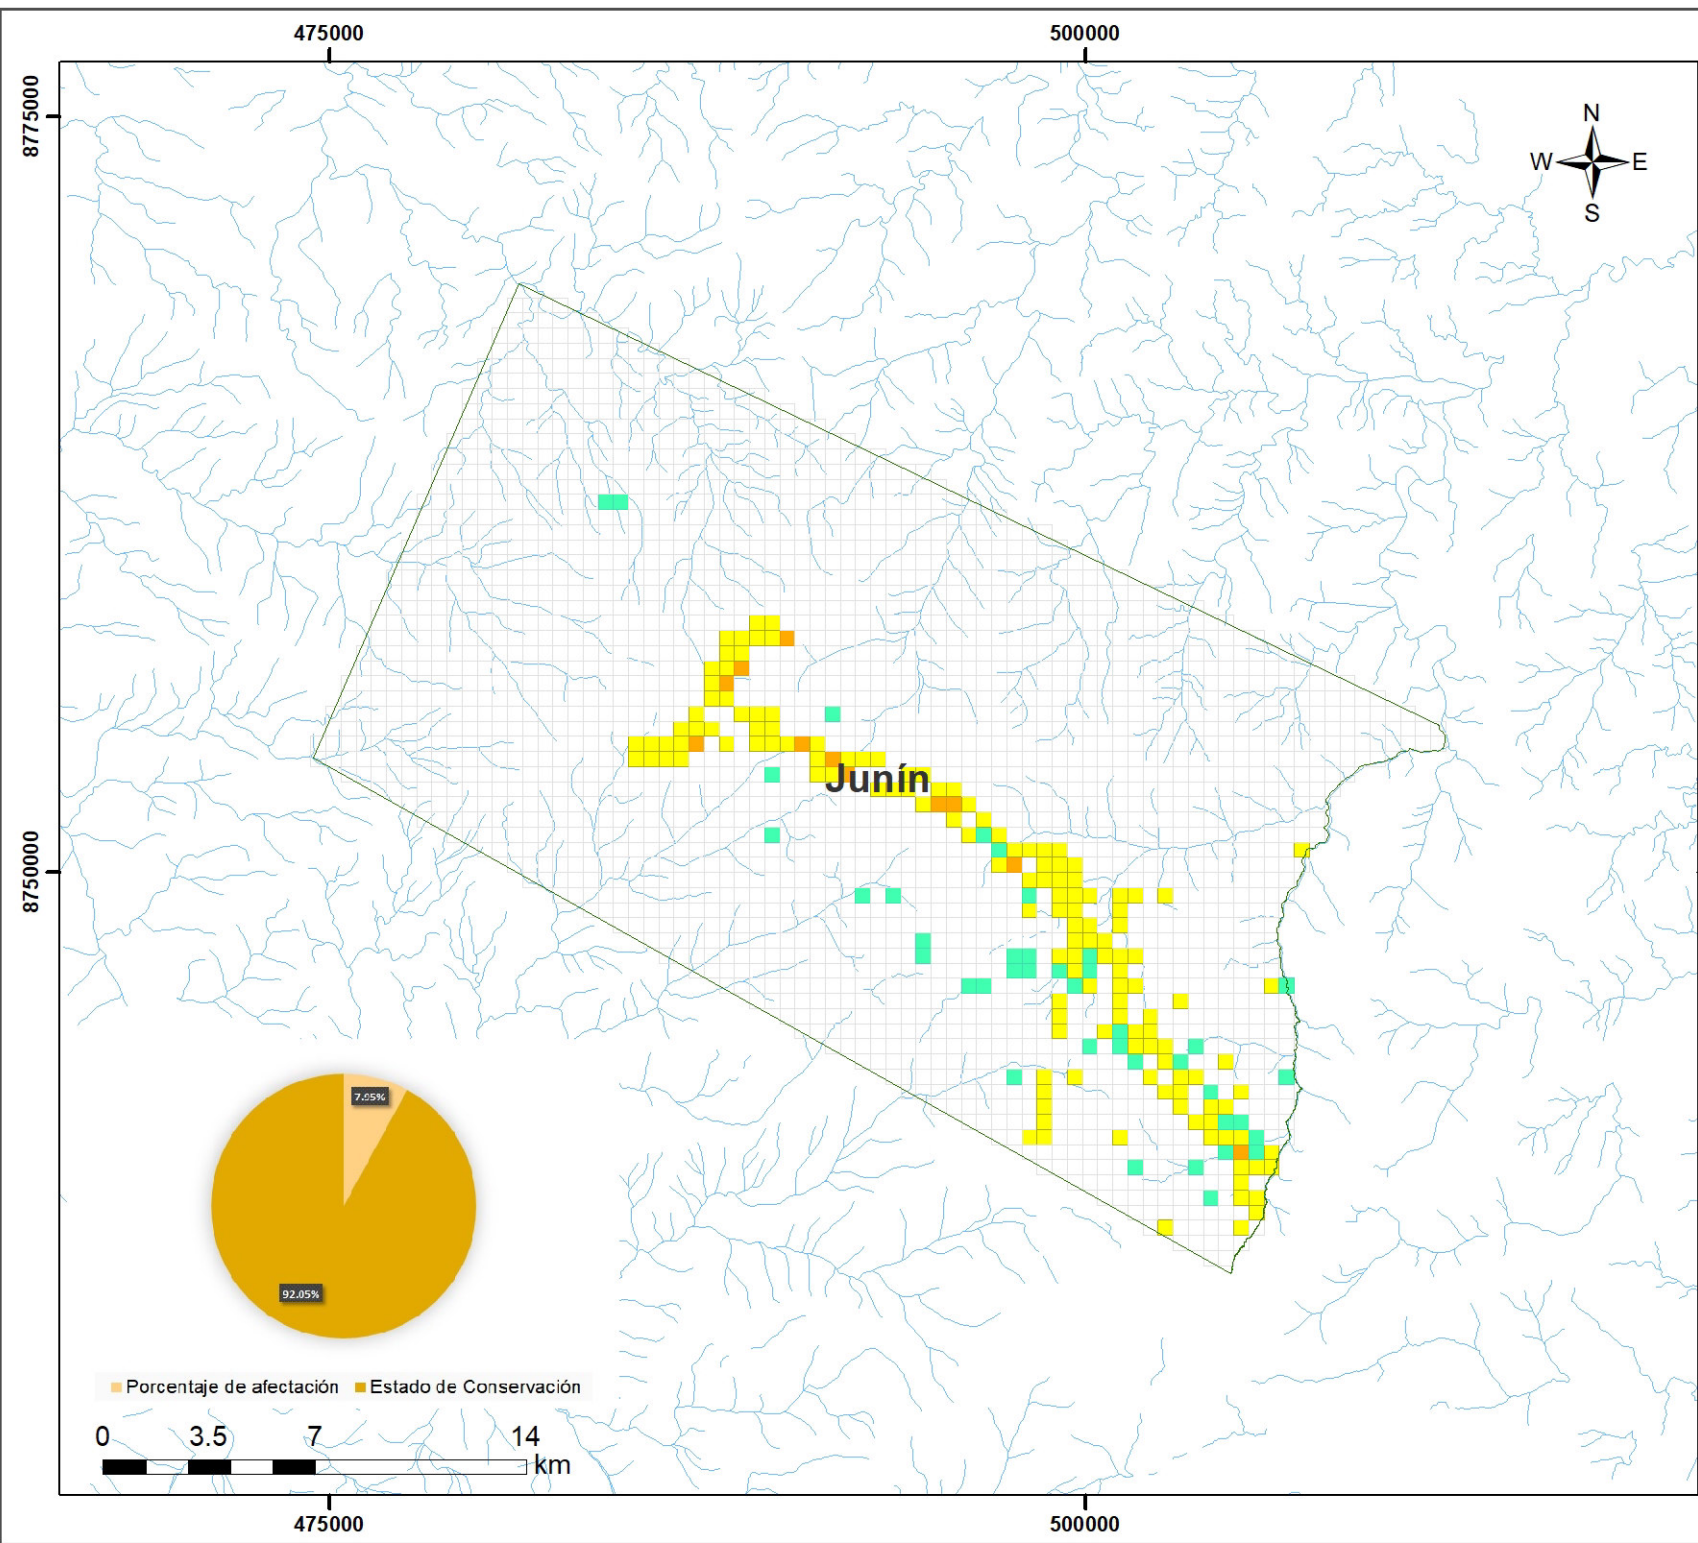 475000 500000
8775000
N
W E
S
Junín
8750000
7.95%
92.05%
Porcentaje de afectación Estado de Conservación
0 3.5 7 14
km
475000 500000